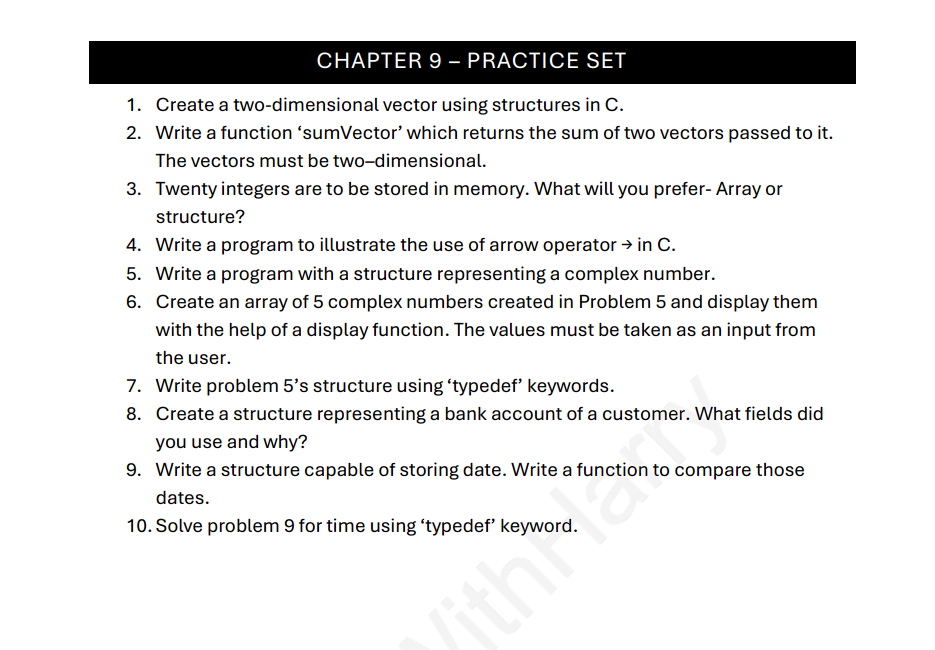 CHAPTER 9 – PRACTICE SET
1. Create a two-dimensional vector using structures in C.
2. Write a function ‘sumVector’ which returns the sum of two vectors passed to it.
The vectors must be two–dimensional.
3. Twenty integers are to be stored in memory. What will you prefer- Array or
structure?
4. Write a program to illustrate the use of arrow operator → in C.
5. Write a program with a structure representing a complex number.
6. Create an array of 5 complex numbers created in Problem 5 and display them
with the help of a display function. The values must be taken as an input from
the user.
7. Write problem 5’s structure using ‘typedef’ keywords.
8. Create a structure representing a bank account of a customer. What fields did
you use and why?
9. Write a structure capable of storing date. Write a function to compare those
dates.
10. Solve problem 9 for time using ‘typedef’ keyword.
WithHarry